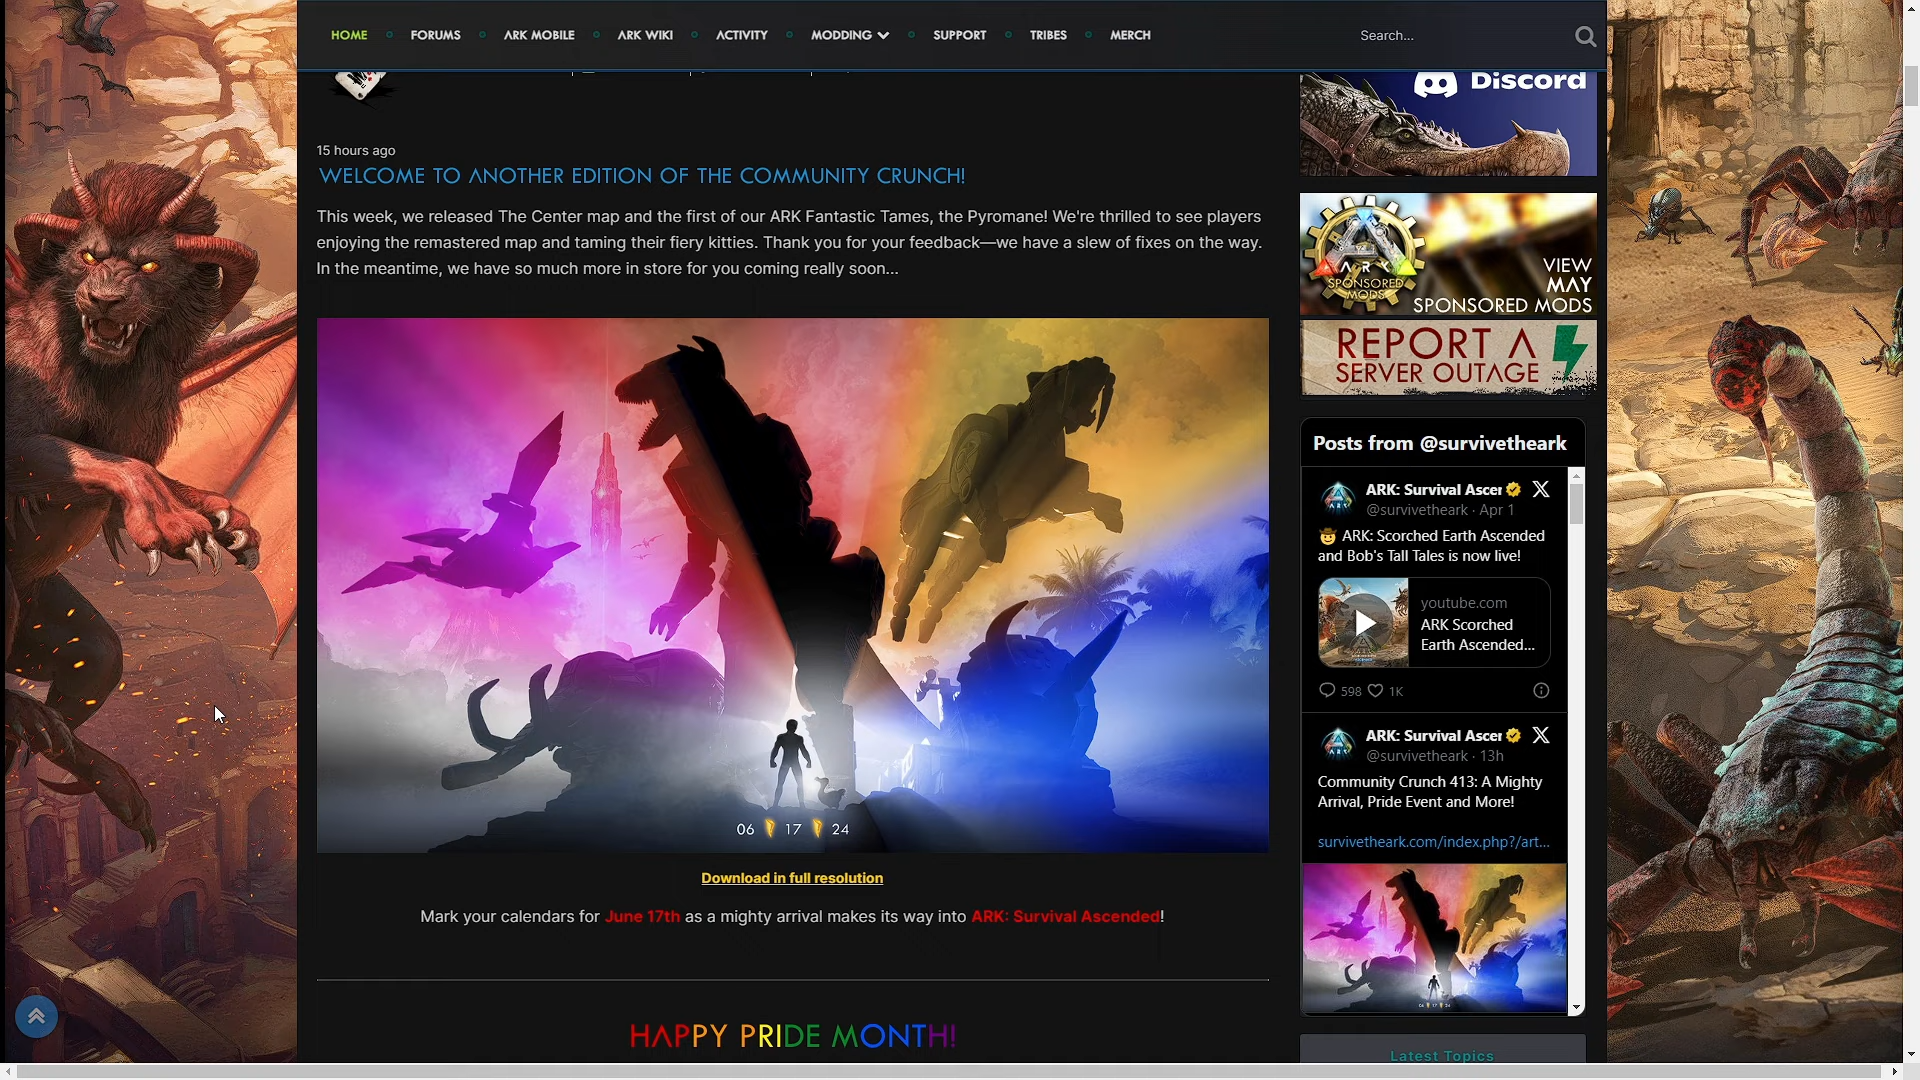 HOME
FORUMS
ARK MOBILE
ARK WIKI
ACTIVITY
MODDING
SUPPORT
TRIBES
MERCH
Search...
15 hours ago
WELCOME TO ANOTHER EDITION OF THE COMMUNITY CRUNCH!
This week, we released The Center map and the first of our ARK Fantastic Tames, the Pyromane! We're thrilled to see players
enjoying the remastered map and taming their fiery kitties. Thank you for your feedback—we have a slew of fixes on the way.
In the meantime, we have so much more in store for you coming really soon...
06 17 24
Download in full resolution
Mark your calendars for June 17th as a mighty arrival makes its way into ARK: Survival Ascended!
HAPPY PRIDE MONTH!
Discord
ARK
SPONSORED
MODS
VIEW
MAY
SPONSORED MODS
REPORT A
SERVER OUTAGE
Posts from @survivetheark
ARK: Survival Ascer
@survivetheark · Apr 1
🤠 ARK: Scorched Earth Ascended
and Bob's Tall Tales is now live!
youtube.com
ARK Scorched
Earth Ascended...
598 1K
ARK: Survival Ascer
@survivetheark · 13h
Community Crunch 413: A Mighty
Arrival, Pride Event and More!
survivetheark.com/index.php?/art...
Latest Topics